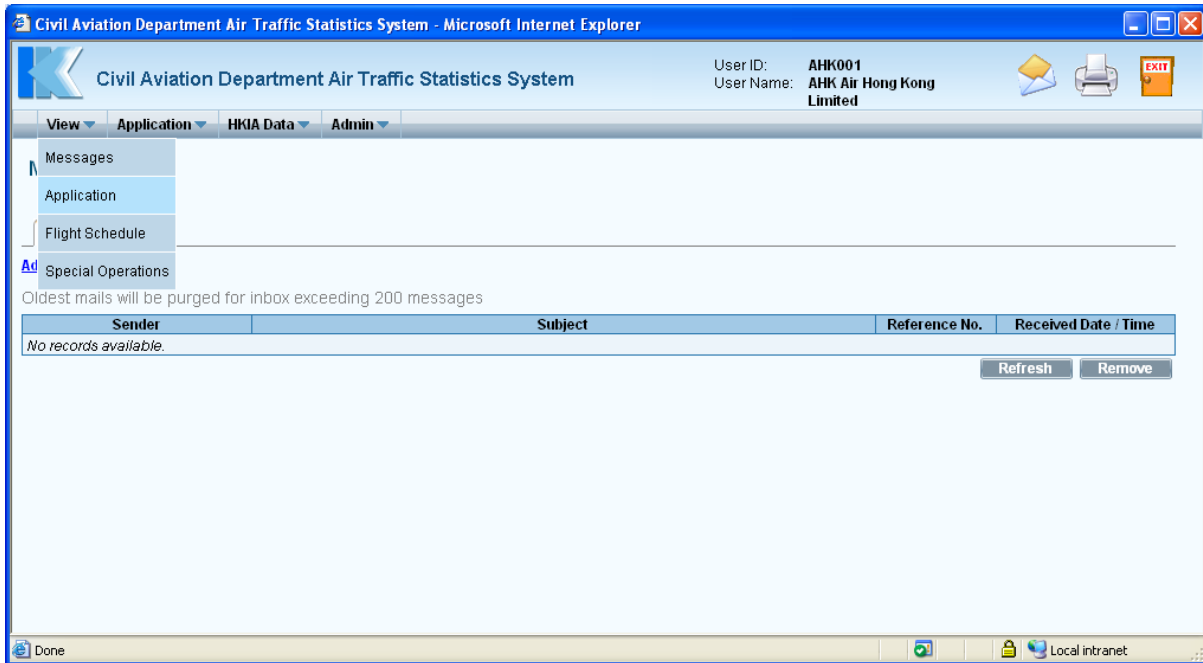 Civil Aviation Department Air Traffic Statistics System - Microsoft Internet Explorer
Civil Aviation Department Air Traffic Statistics System
User ID: AHK001
User Name: AHK Air Hong Kong
Limited
EXIT
View Application HKIA Data Admin
Messages
Application
Flight Schedule
Special Operations
Oldest mails will be purged for inbox exceeding 200 messages
Sender Subject Reference No. Received Date / Time
No records available.
Refresh Remove
Done Local intranet